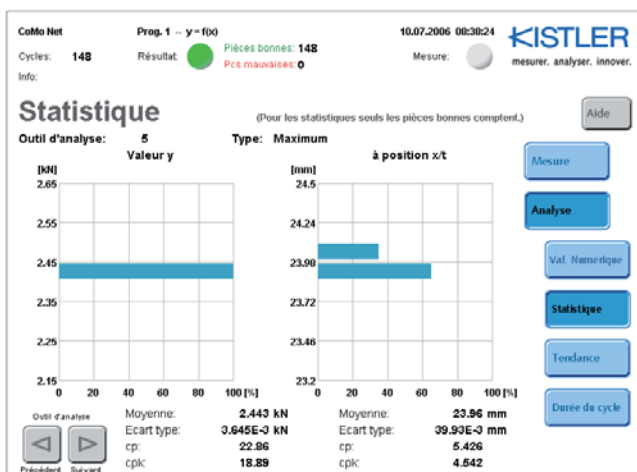 CoMo Net
Prog. 1 -- y = f(x)
10.07.2006 08:38:24
KISTLER
mesurer. analyser. innover.
Cycles: 148
Résultat:
Pièces bonnes: 148
Pcs mauvaises: 0
Mesure:
Info:
Statistique
(Pour les statistiques seuls les pièces bonnes comptent.)
Aide
Outil d'analyse: 5
Type: Maximum
Valeur y
à position x/t
[kN]
2.65
2.55
2.45
2.35
2.25
2.15
0 20 40 60 80 100 [%]
[mm]
24.5
24.24
23.98
23.72
23.46
23.2
0 20 40 60 80 100 [%]
Mesure
Analyse
Val. Numérique
Statistique
Tendance
Durée du cycle
Outil d'analyse
Précédent Suivant
Moyenne: 2.443 kN
Ecart type: 3.645E-3 kN
cp: 22.86
cpk: 18.89
Moyenne: 23.96 mm
Ecart type: 39.93E-3 mm
cp: 5.426
cpk: 4.542